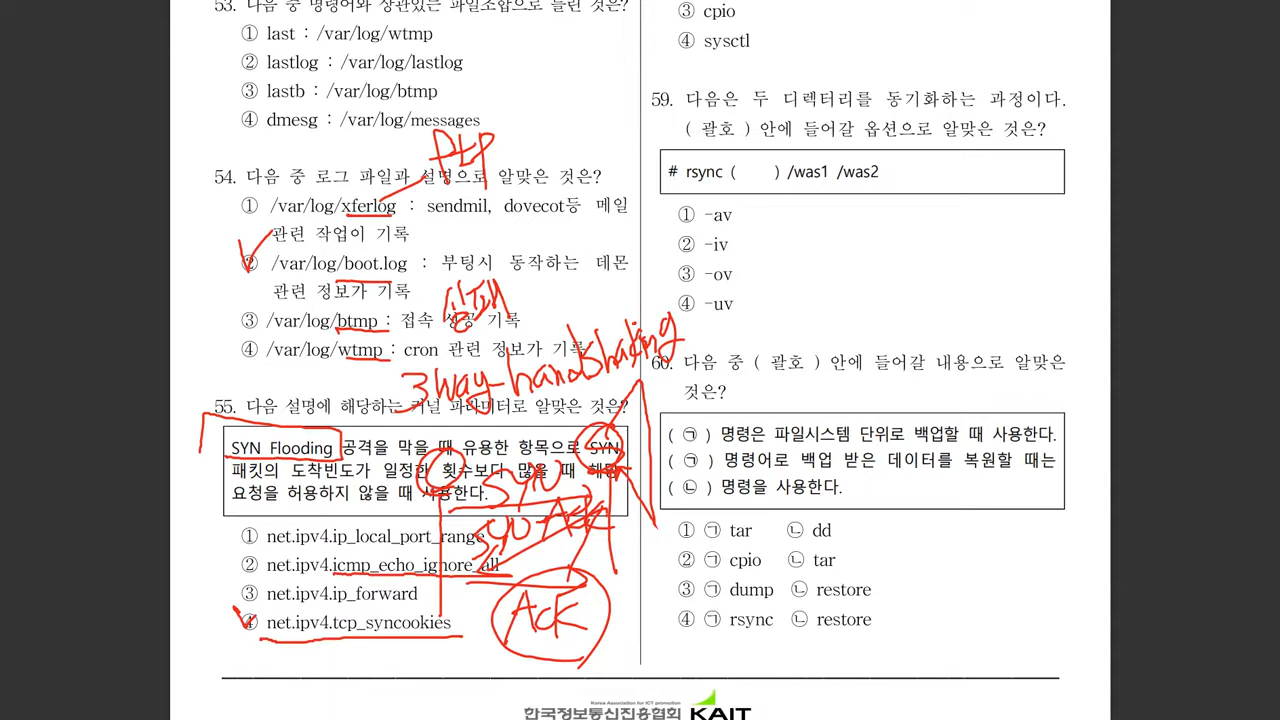 53. 다음 중 명령어와 상관있는 파일조합으로 틀린 것은?
① last : /var/log/wtmp
② lastlog : /var/log/lastlog
③ lastb : /var/log/btmp
④ dmesg : /var/log/messages
ftp
54. 다음 중 로그 파일과 설명으로 알맞은 것은?
① /var/log/xferlog : sendmil, dovecot등 메일
관련 작업이 기록
② /var/log/boot.log : 부팅시 동작하는 데몬
관련 정보가 기록
실패
③ /var/log/btmp : 접속 성공 기록
④ /var/log/wtmp : cron 관련 정보가 기록
3way-handshaking
55. 다음 설명에 해당하는 커널 파라미터로 알맞은 것은?
SYN Flooding 공격을 막을 때 유용한 항목으로 SYN
패킷의 도착빈도가 일정한 횟수보다 많을 때 해당
요청을 허용하지 않을 때 사용한다.
SYN
SYN+ACK
ACK
① net.ipv4.ip_local_port_range
② net.ipv4.icmp_echo_ignore_all
③ net.ipv4.ip_forward
④ net.ipv4.tcp_syncookies
③ cpio
④ sysctl
59. 다음은 두 디렉터리를 동기화하는 과정이다.
( 괄호 ) 안에 들어갈 옵션으로 알맞은 것은?
# rsync ( ) /was1 /was2
① -av
② -iv
③ -ov
④ -uv
60. 다음 중 ( 괄호 ) 안에 들어갈 내용으로 알맞은
것은?
( ㉠ ) 명령은 파일시스템 단위로 백업할 때 사용한다.
( ㉠ ) 명령어로 백업 받은 데이터를 복원할 때는
( ㉡ ) 명령을 사용한다.
① ㉠ tar ㉡ dd
② ㉠ cpio ㉡ tar
③ ㉠ dump ㉡ restore
④ ㉠ rsync ㉡ restore
Korea Association for ICT promotion
한국정보통신진흥협회 KAIT